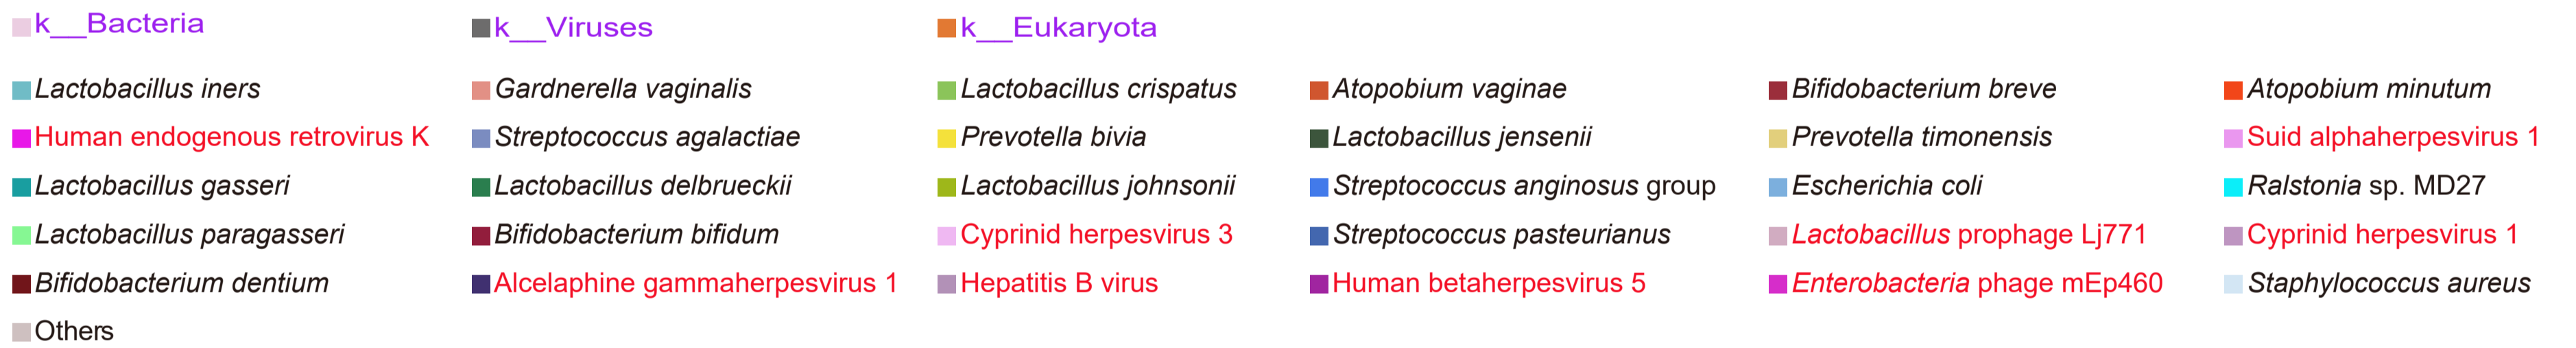 k__Bacteria k__Viruses k__Eukaryota
Lactobacillus iners Gardnerella vaginalis Lactobacillus crispatus Atopobium vaginae Bifidobacterium breve Atopobium minutum
Human endogenous retrovirus K Streptococcus agalactiae Prevotella bivia Lactobacillus jensenii Prevotella timonensis Suid alphaherpesvirus 1
Lactobacillus gasseri Lactobacillus delbrueckii Lactobacillus johnsonii Streptococcus anginosus group Escherichia coli Ralstonia sp. MD27
Lactobacillus paragasseri Bifidobacterium bifidum Cyprinid herpesvirus 3 Streptococcus pasteurianus Lactobacillus prophage Lj771 Cyprinid herpesvirus 1
Bifidobacterium dentium Alcelaphine gammaherpesvirus 1 Hepatitis B virus Human betaherpesvirus 5 Enterobacteria phage mEp460 Staphylococcus aureus
Others